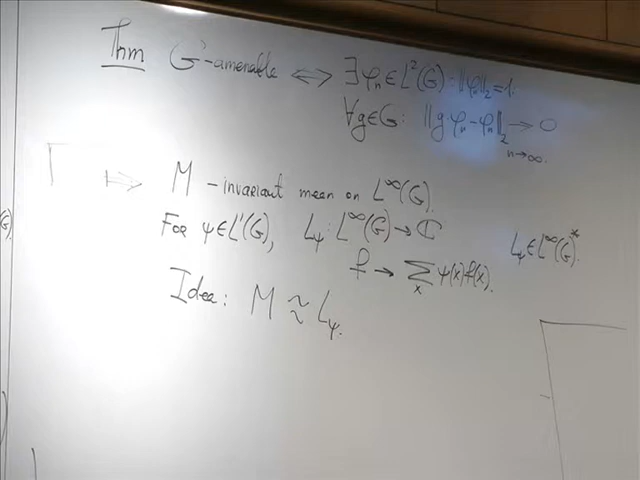 Thm G-amenable ⟺ ∃φₙ∈L²(G): ‖φₙ‖₂=1.
∀g∈G: ‖g·φₙ-φₙ‖₂ → 0
n→∞.
⟹ M - invariant mean on L^∞(G).
For ψ∈L¹(G), L_ψ: L^∞(G)→ℂ L_ψ∈L^∞(G)*.
f → ∑_x ψ(x)f(x).
Idea: M ≈ L_ψ.